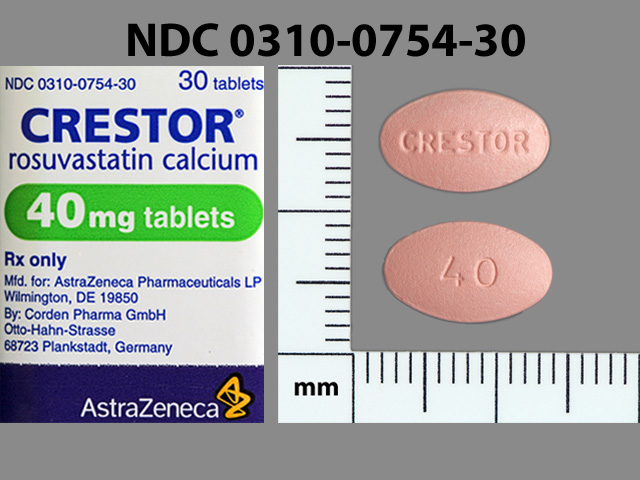 NDC 0310-0754-30
NDC 0310-0754-30 30 tablets
CRESTOR®
rosuvastatin calcium
40mg tablets
Rx only
Mfd. for: AstraZeneca Pharmaceuticals LP
Wilmington, DE 19850
By: Corden Pharma GmbH
Otto-Hahn-Strasse
68723 Plankstadt, Germany
AstraZeneca
CRESTOR
40
mm